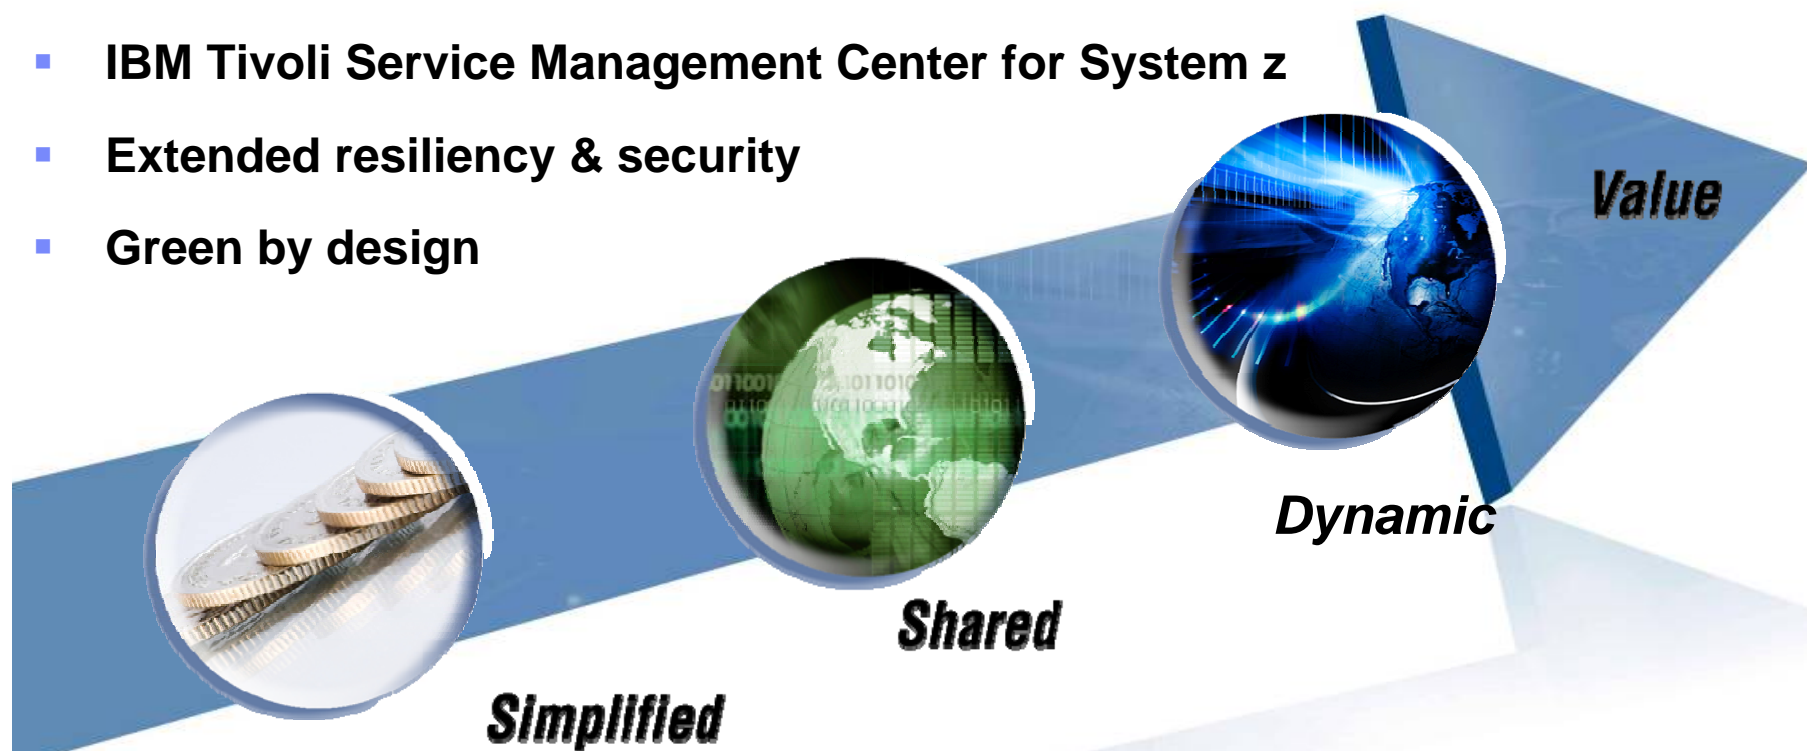 IBM Tivoli Service Management Center for System z
Extended resiliency & security
Green by design
Value
Dynamic
Shared
Simplified